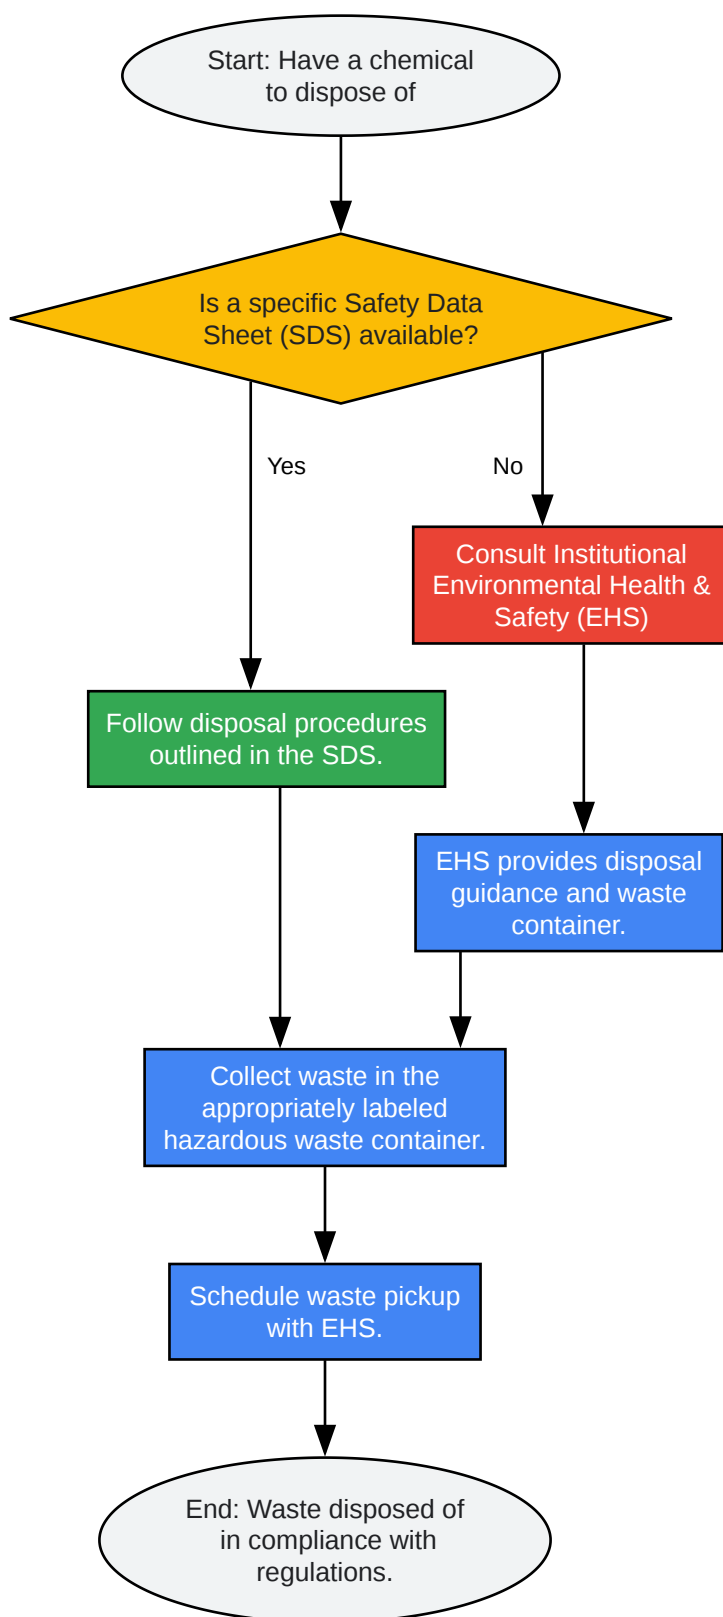 Start: Have a chemical
to dispose of
Is a specific Safety Data
Sheet (SDS) available?
Yes
No
Consult Institutional
Environmental Health &
Safety (EHS)
Follow disposal procedures
outlined in the SDS.
EHS provides disposal
guidance and waste
container.
Collect waste in the
appropriately labeled
hazardous waste container.
Schedule waste pickup
with EHS.
End: Waste disposed of
in compliance with
regulations.